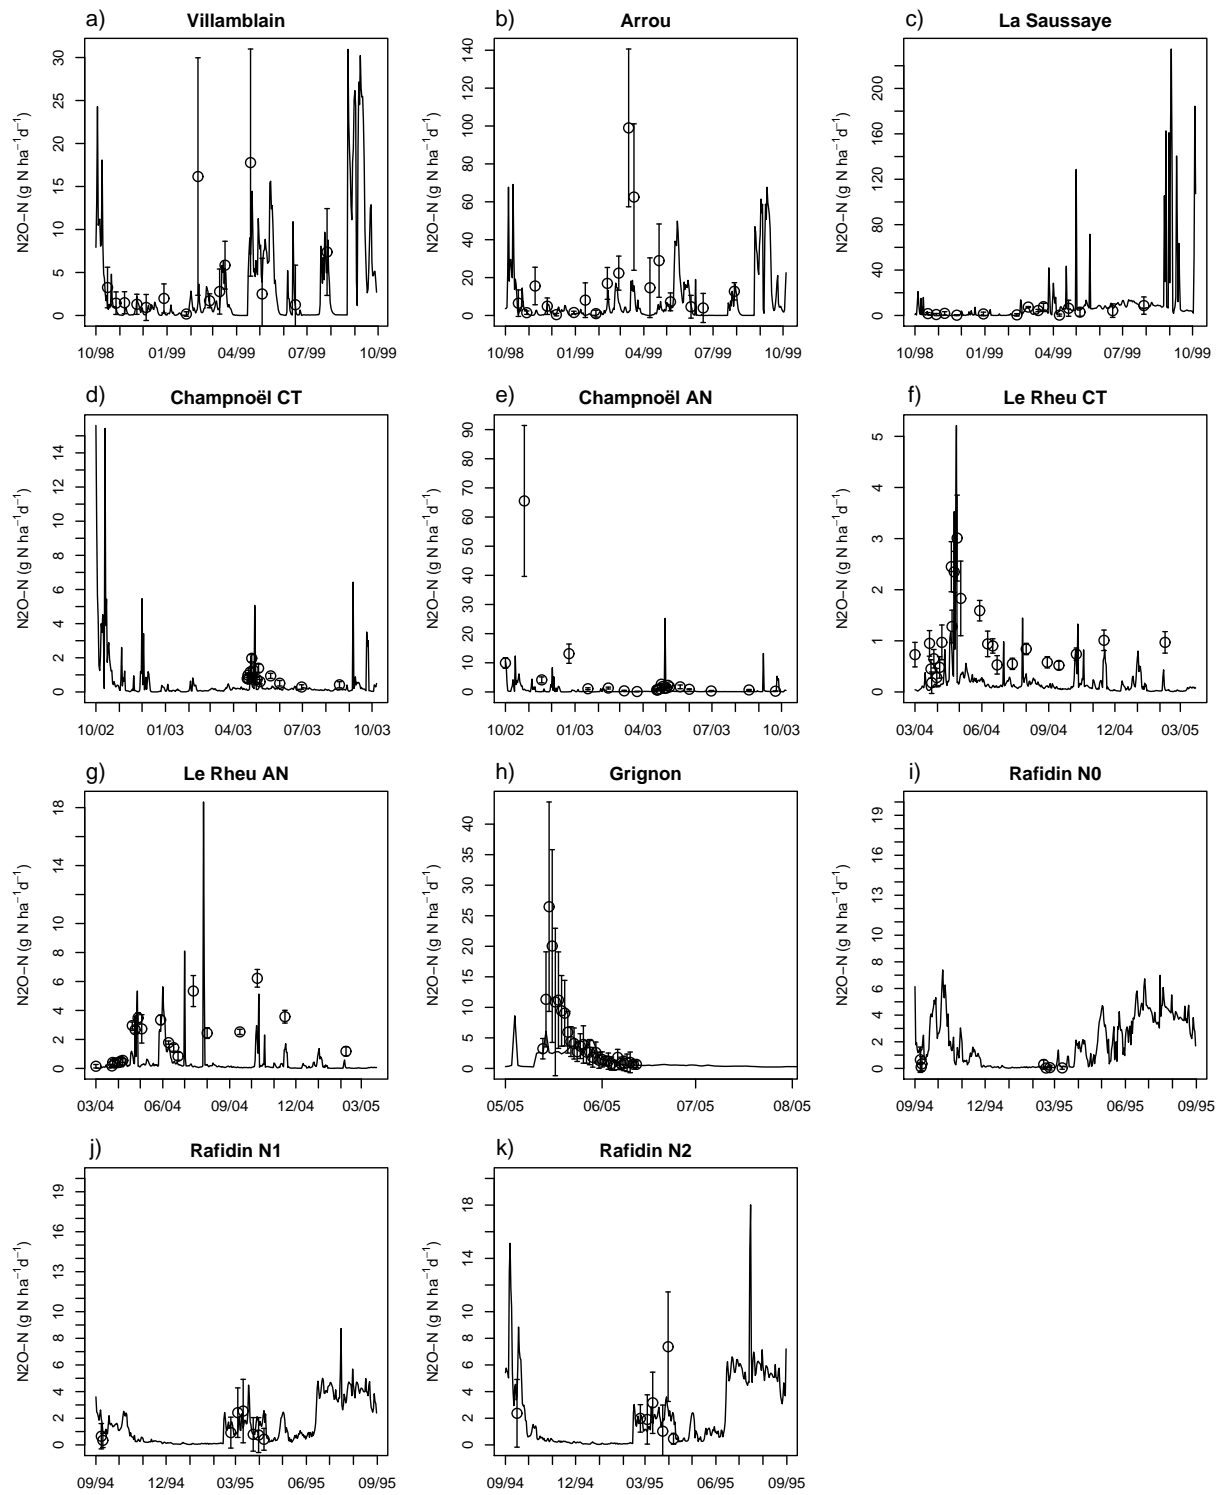 a) Villamblain
N2O−N (g N ha−1d−1)
0 5 10 15 20 25 30
10/98 01/99 04/99 07/99 10/99
b) Arrou
N2O−N (g N ha−1d−1)
0 20 40 60 80 100 120 140
10/98 01/99 04/99 07/99 10/99
c) La Saussaye
N2O−N (g N ha−1d−1)
0 40 80 120 160 200
10/98 01/99 04/99 07/99 10/99
d) Champnoël CT
N2O−N (g N ha−1d−1)
0 2 4 6 8 10 12 14
10/02 01/03 04/03 07/03 10/03
e) Champnoël AN
N2O−N (g N ha−1d−1)
0 10 20 30 40 50 60 70 80 90
10/02 01/03 04/03 07/03 10/03
f) Le Rheu CT
N2O−N (g N ha−1d−1)
0 1 2 3 4 5
03/04 06/04 09/04 12/04 03/05
g) Le Rheu AN
N2O−N (g N ha−1d−1)
0 2 4 6 8 10 14 18
03/04 06/04 09/04 12/04 03/05
h) Grignon
N2O−N (g N ha−1d−1)
0 5 10 15 20 25 30 35 40
05/05 06/05 07/05 08/05
i) Rafidin N0
N2O−N (g N ha−1d−1)
0 2 4 6 8 10 13 16 19
09/94 12/94 03/95 06/95 09/95
j) Rafidin N1
N2O−N (g N ha−1d−1)
0 2 4 6 8 10 13 16 19
09/94 12/94 03/95 06/95 09/95
k) Rafidin N2
N2O−N (g N ha−1d−1)
0 2 4 6 8 10 14 18
09/94 12/94 03/95 06/95 09/95